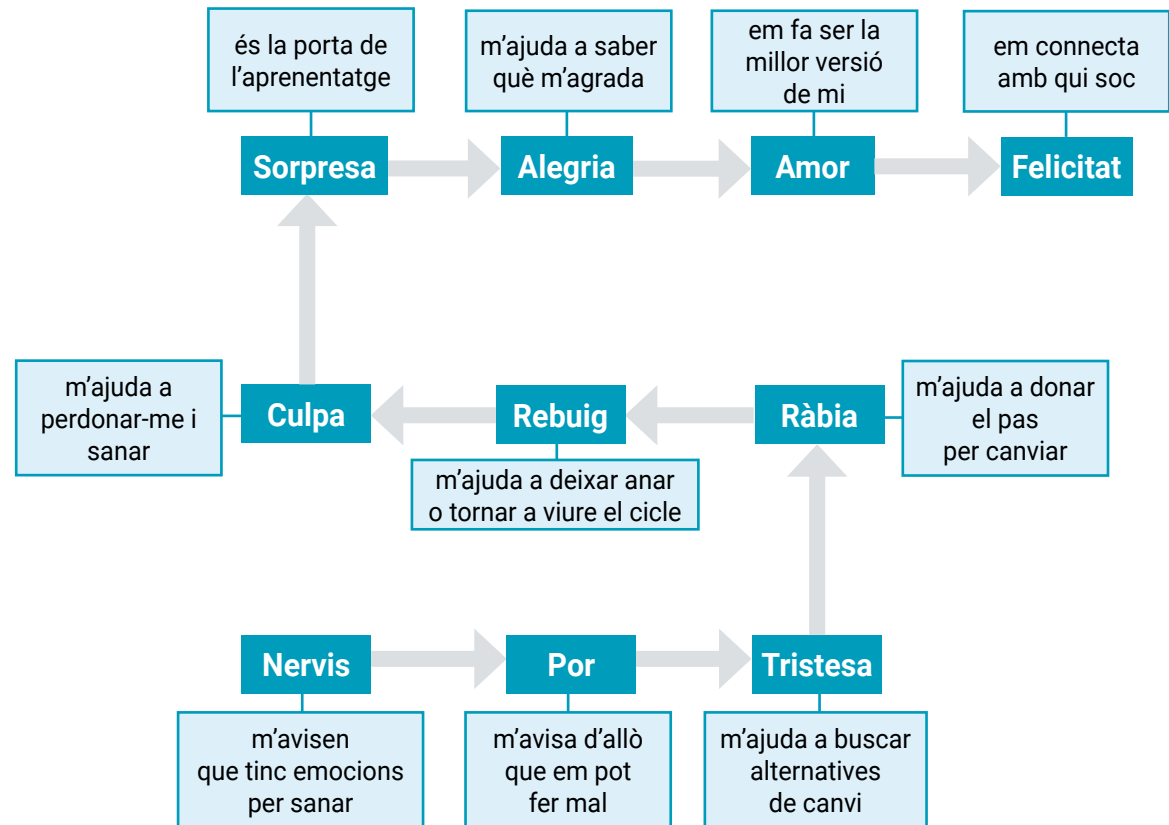 és la porta de
l’aprenentatge
m’ajuda a saber
què m’agrada
em fa ser la
millor versió
de mi
em connecta
amb qui soc
Sorpresa
Alegria
Amor
Felicitat
m’ajuda a
perdonar-me i
sanar
Culpa
Rebuig
Ràbia
m’ajuda a donar
el pas
per canviar
m’ajuda a deixar anar
o tornar a viure el cicle
Nervis
Por
Tristesa
m’avisen
que tinc emocions
per sanar
m’avisa d’allò
que em pot
fer mal
m’ajuda a buscar
alternatives
de canvi